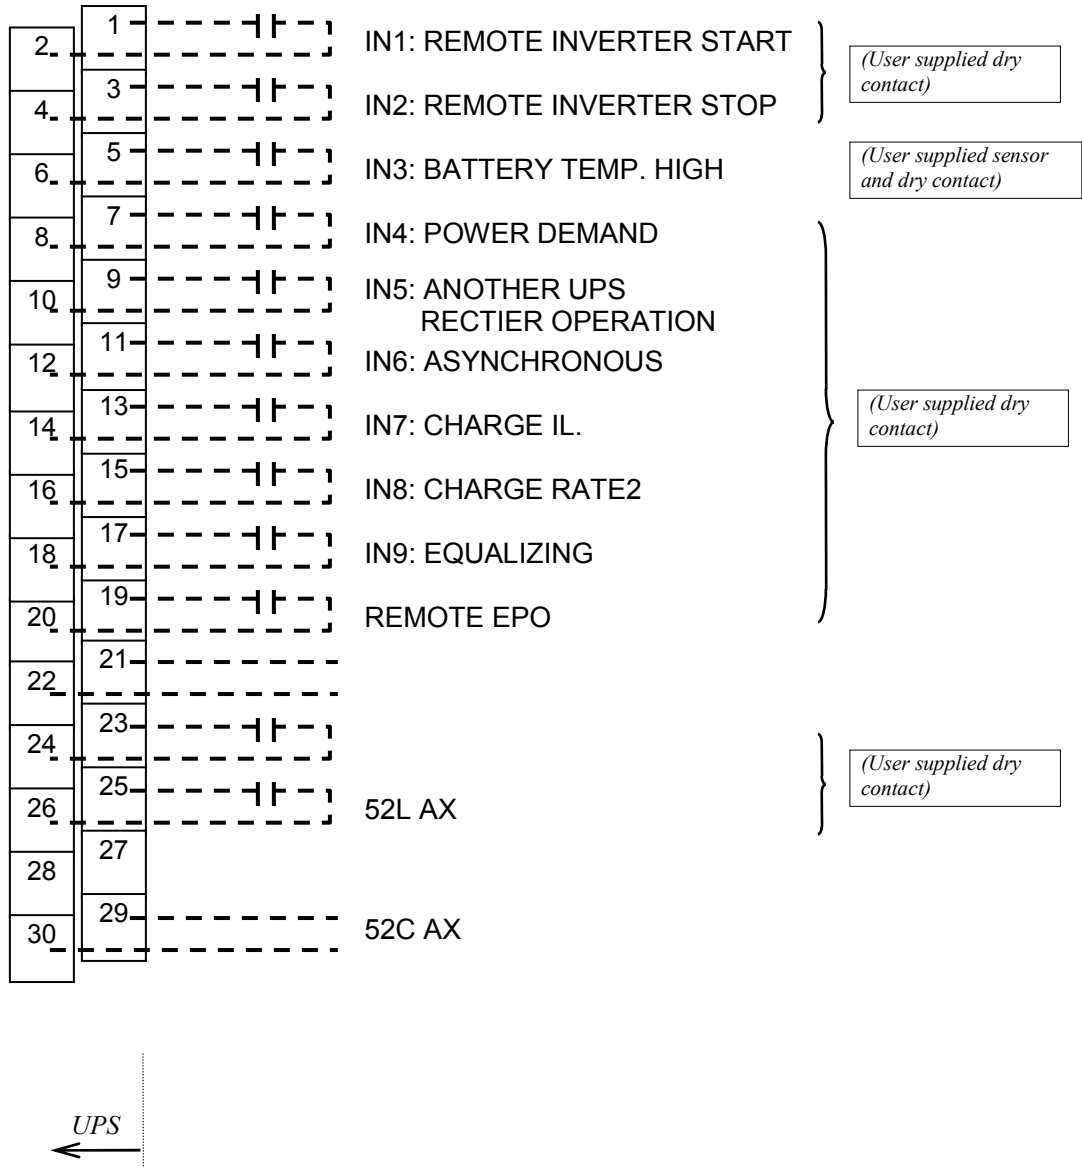 1
2
IN1: REMOTE INVERTER START
(User supplied dry
contact)
3
4
IN2: REMOTE INVERTER STOP
5
6
IN3: BATTERY TEMP. HIGH
(User supplied sensor
and dry contact)
7
8
IN4: POWER DEMAND
9
10
IN5: ANOTHER UPS
RECTIER OPERATION
11
12
IN6: ASYNCHRONOUS
13
14
IN7: CHARGE IL.
(User supplied dry
contact)
15
16
IN8: CHARGE RATE2
17
18
IN9: EQUALIZING
19
20
REMOTE EPO
21
22
23
24
25
26
52L AX
(User supplied dry
contact)
27
28
29
30
52C AX
UPS